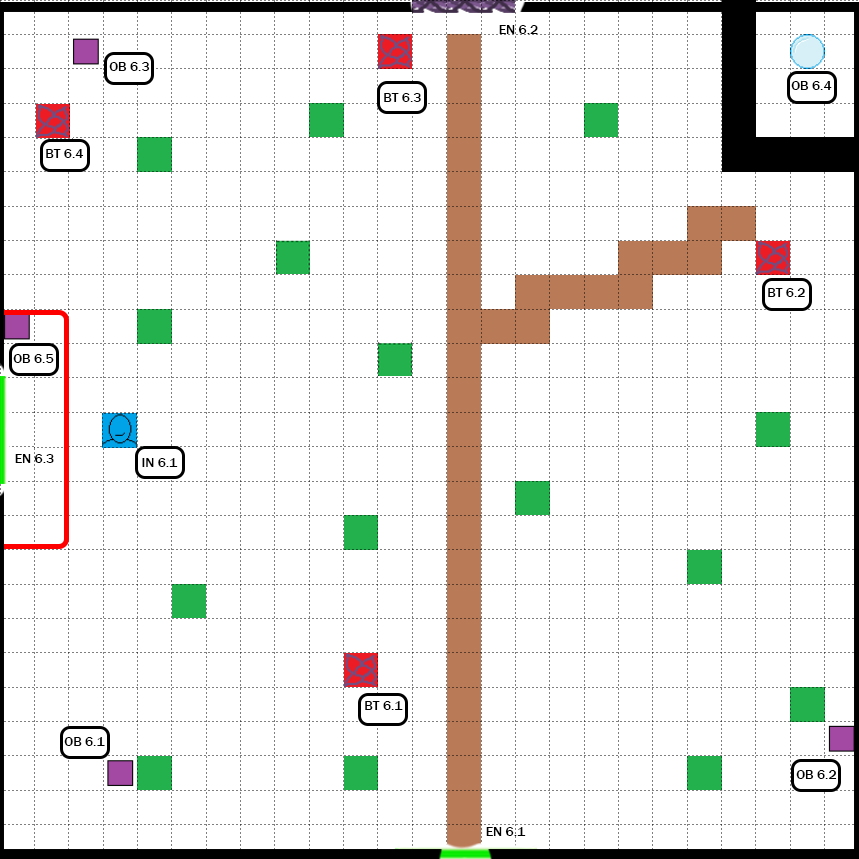 EN 6.2
OB 6.3
OB 6.4
BT 6.3
BT 6.4
BT 6.2
OB 6.5
EN 6.3
IN 6.1
BT 6.1
OB 6.1
OB 6.2
EN 6.1